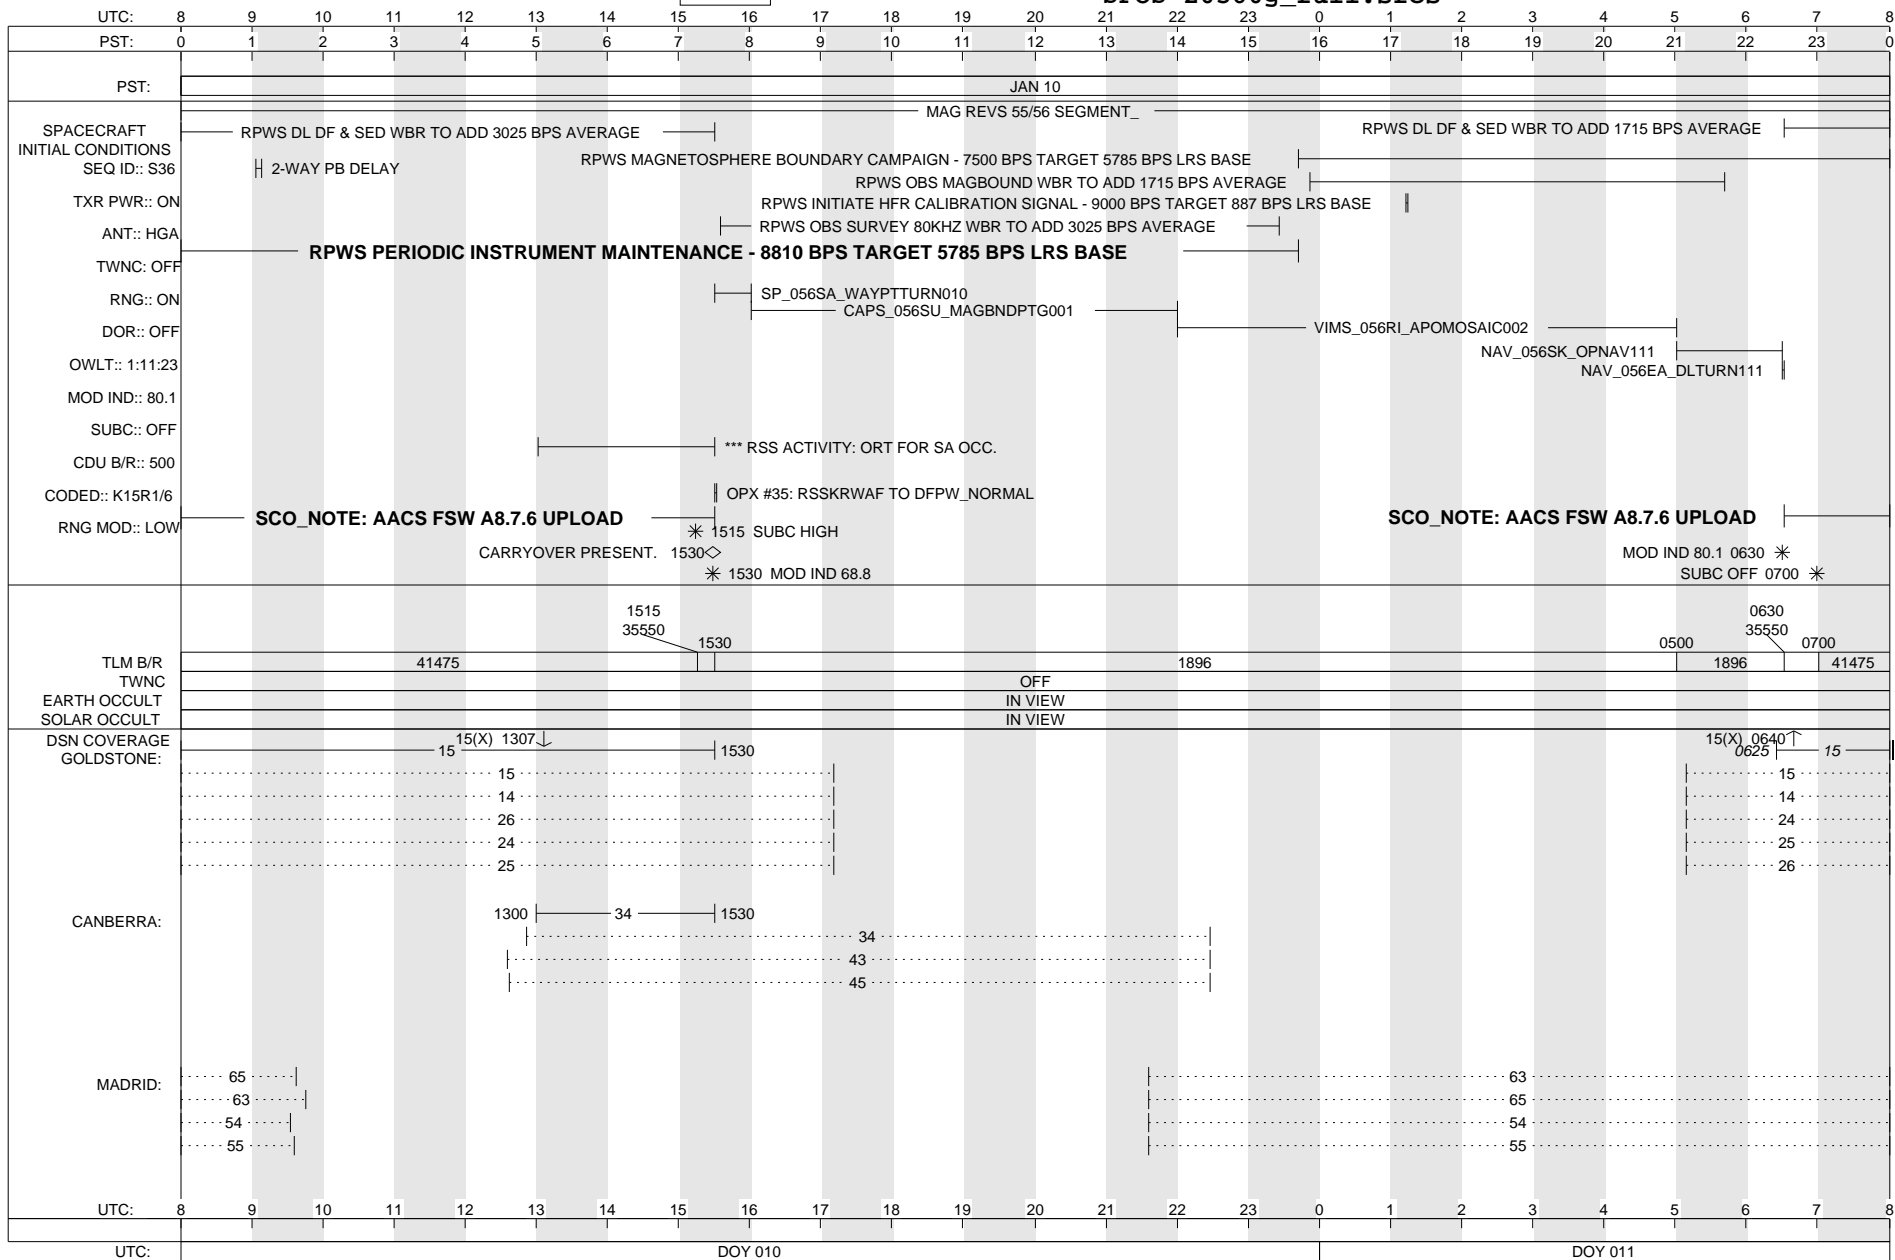 UTC: 8 9 10 11 12 13 14 15 16 17 18 19 20 21 22 23 0 1 2 3 4 5 6 7 8
PST: 0 1 2 3 4 5 6 7 8 9 10 11 12 13 14 15 16 17 18 19 20 21 22 23 0
PST: JAN 10
MAG REVS 55/56 SEGMENT_
SPACECRAFT
INITIAL CONDITIONS
RPWS DL DF & SED WBR TO ADD 3025 BPS AVERAGE
RPWS DL DF & SED WBR TO ADD 1715 BPS AVERAGE
RPWS MAGNETOSPHERE BOUNDARY CAMPAIGN - 7500 BPS TARGET 5785 BPS LRS BASE
SEQ ID:: S36
2-WAY PB DELAY
RPWS OBS MAGBOUND WBR TO ADD 1715 BPS AVERAGE
TXR PWR:: ON
RPWS INITIATE HFR CALIBRATION SIGNAL - 9000 BPS TARGET 887 BPS LRS BASE
ANT:: HGA
RPWS OBS SURVEY 80KHZ WBR TO ADD 3025 BPS AVERAGE
RPWS PERIODIC INSTRUMENT MAINTENANCE - 8810 BPS TARGET 5785 BPS LRS BASE
TWNC: OFF
RNG:: ON
SP_056SA_WAYPTTURN010
CAPS_056SU_MAGBNDPTG001
DOR:: OFF
VIMS_056RI_APOMOSAIC002
NAV_056SK_OPNAV111
OWLT:: 1:11:23
NAV_056EA_DLTURN111
MOD IND:: 80.1
SUBC:: OFF
*** RSS ACTIVITY: ORT FOR SA OCC.
CDU B/R:: 500
CODED:: K15R1/6
OPX #35: RSSKRWAF TO DFPW_NORMAL
RNG MOD:: LOW
SCO_NOTE: AACS FSW A8.7.6 UPLOAD
SCO_NOTE: AACS FSW A8.7.6 UPLOAD
1515 SUBC HIGH
CARRYOVER PRESENT. 1530
MOD IND 80.1 0630
1530 MOD IND 68.8
SUBC OFF 0700
1515
35550
1530
0500
0630
35550
0700
TLM B/R 41475 1896 1896 41475
TWNC OFF
EARTH OCCULT IN VIEW
SOLAR OCCULT IN VIEW
DSN COVERAGE
GOLDSTONE:
15(X) 1307
15 1530
15(X) 0640
0625 15
15 15
14 14
26 24
24 25
25 26
CANBERRA:
1300 34 1530
34
43
45
MADRID:
65 63
63 65
54 54
55 55
UTC: 8 9 10 11 12 13 14 15 16 17 18 19 20 21 22 23 0 1 2 3 4 5 6 7 8
UTC: DOY 010 DOY 011